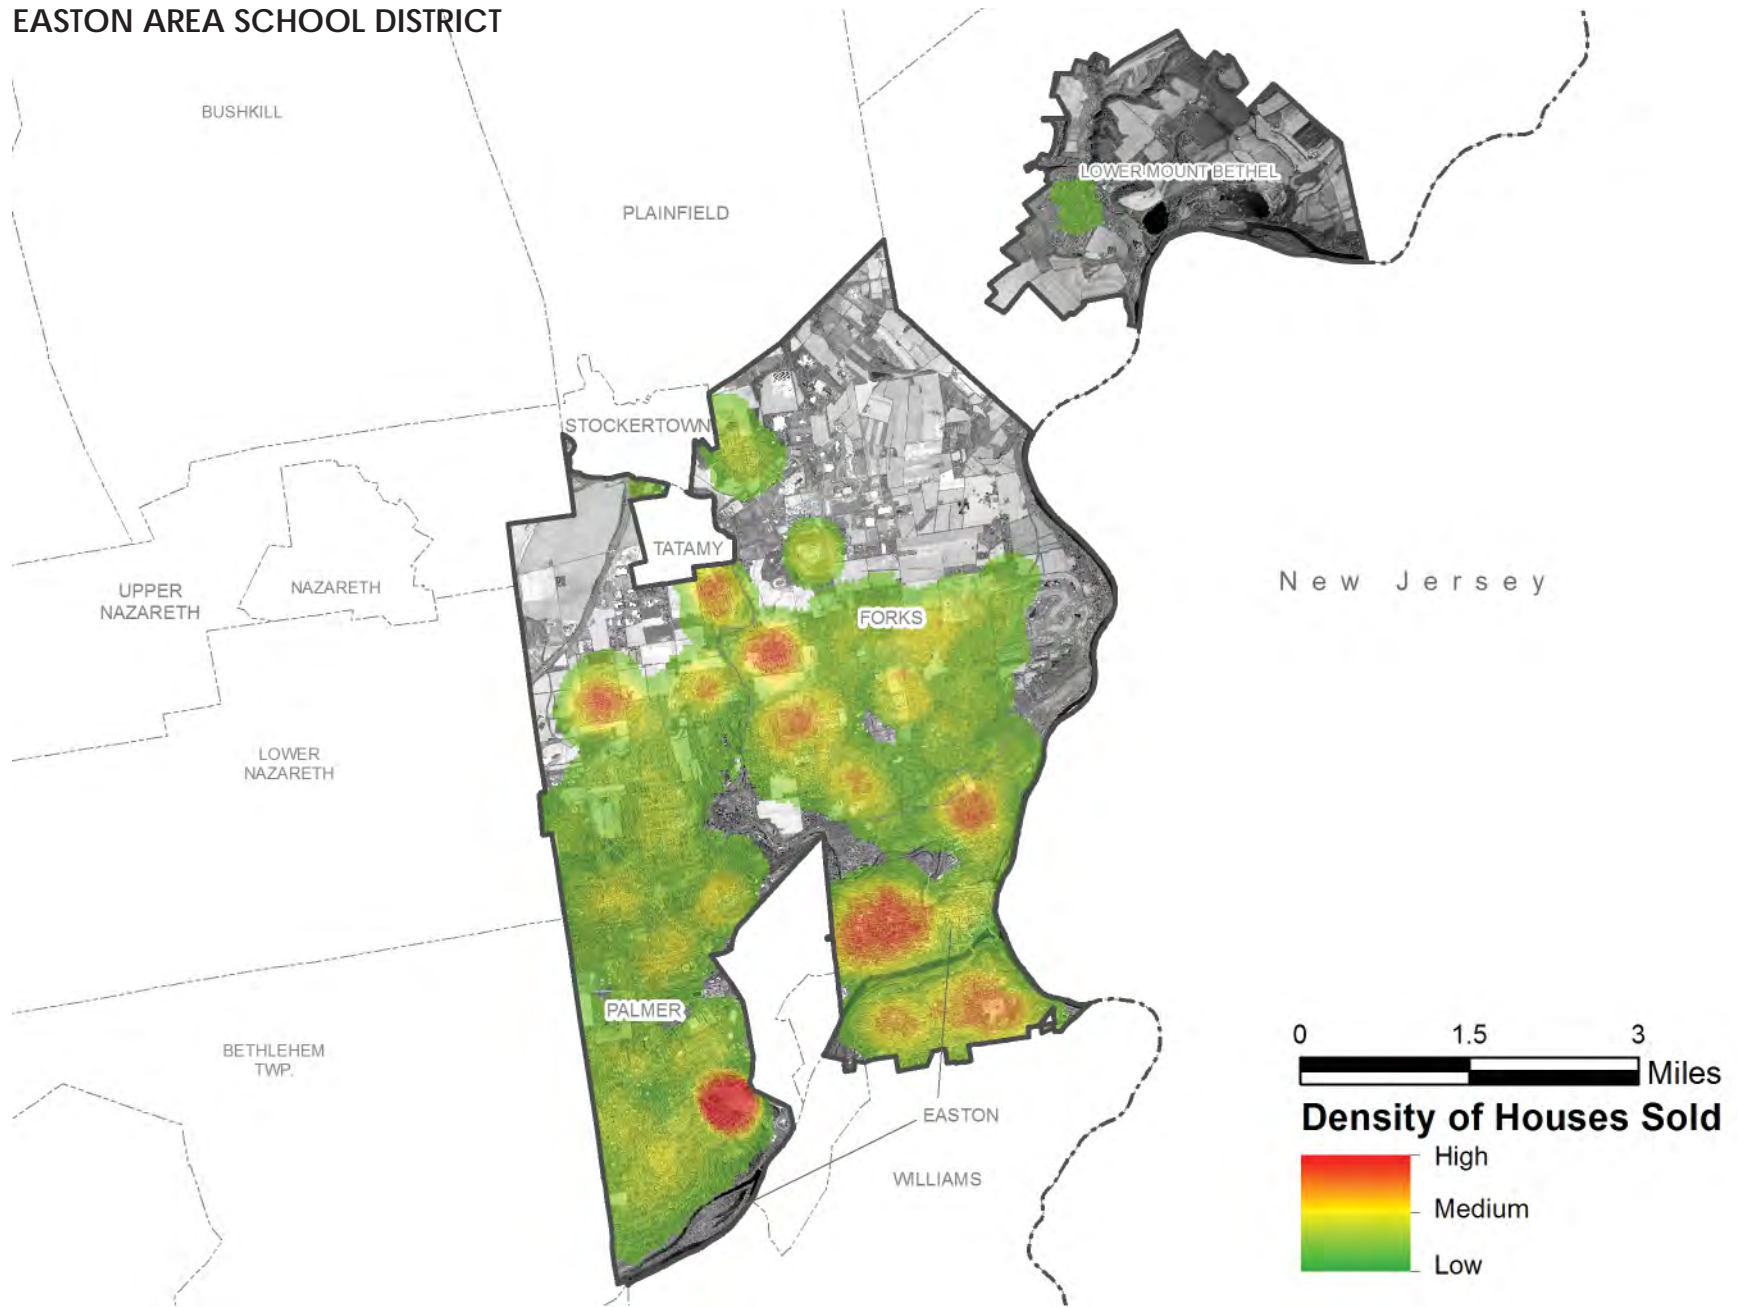 EASTON AREA SCHOOL DISTRICT
BUSHKILL
LOWER MOUNT BETHEL
PLAINFIELD
STOCKERTOWN
TATAMY
UPPER
NAZARETH
NAZARETH
New Jersey
FORKS
LOWER
NAZARETH
PALMER
BETHLEHEM
TWP.
EASTON
WILLIAMS
0 1.5 3
Miles
Density of Houses Sold
High
Medium
Low